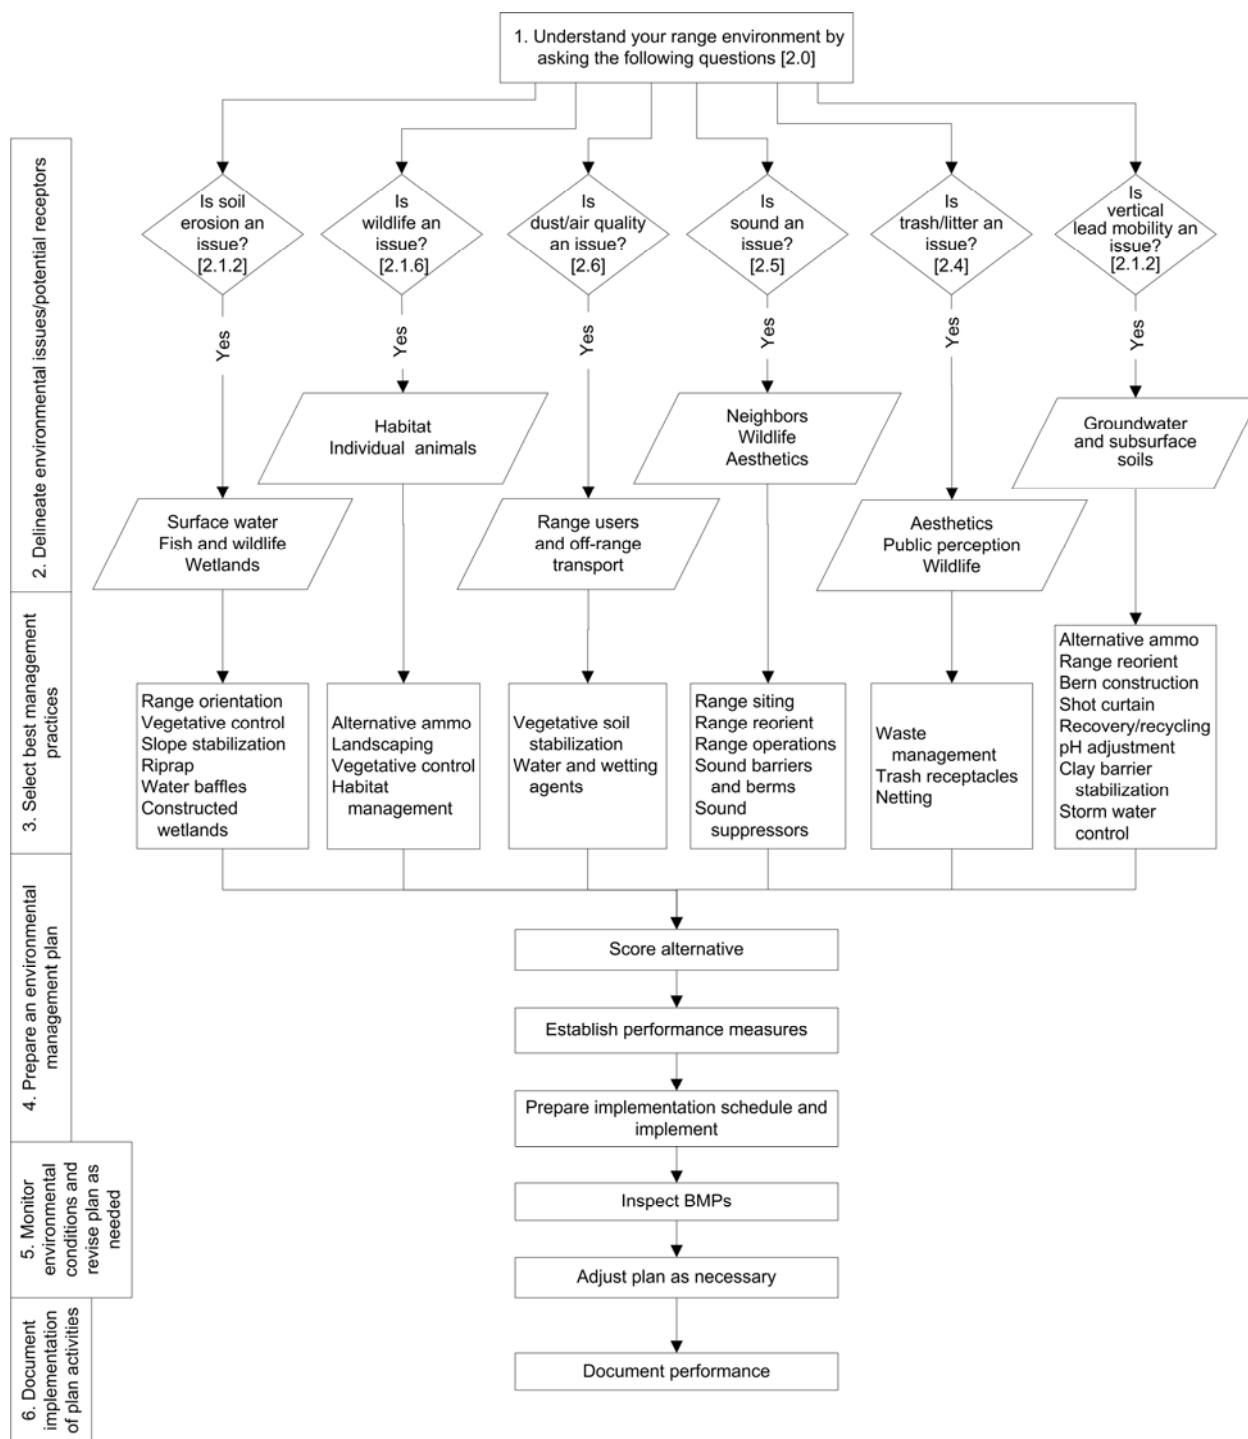 1. Understand your range environment by
asking the following questions [2.0]
2. Delineate environmental issues/potential receptors
Is soil
erosion an
issue?
[2.1.2]
Is
wildlife an
issue?
[2.1.6]
Is
dust/air quality
an issue?
[2.6]
Is
sound an
issue?
[2.5]
Is
trash/litter an
issue?
[2.4]
Is
vertical
lead mobility an
issue?
[2.1.2]
Yes
Yes
Yes
Yes
Yes
Yes
Surface water
Fish and wildlife
Wetlands
Habitat
Individual animals
Range users
and off-range
transport
Neighbors
Wildlife
Aesthetics
Aesthetics
Public perception
Wildlife
Groundwater
and subsurface
soils
3. Select best management
practices
Range orientation
Vegetative control
Slope stabilization
Riprap
Water baffles
Constructed
wetlands
Alternative ammo
Landscaping
Vegetative control
Habitat
management
Vegetative soil
stabilization
Water and wetting
agents
Range siting
Range reorient
Range operations
Sound barriers
and berms
Sound
suppressors
Waste
management
Trash receptacles
Netting
Alternative ammo
Range reorient
Bern construction
Shot curtain
Recovery/recycling
pH adjustment
Clay barrier
stabilization
Storm water
control
4. Prepare an environmental
management plan
Score alternative
Establish performance measures
Prepare implementation schedule and
implement
5. Monitor
environmental
conditions and
revise plan as
needed
Inspect BMPs
Adjust plan as necessary
6. Document
implementation
of plan activities
Document performance